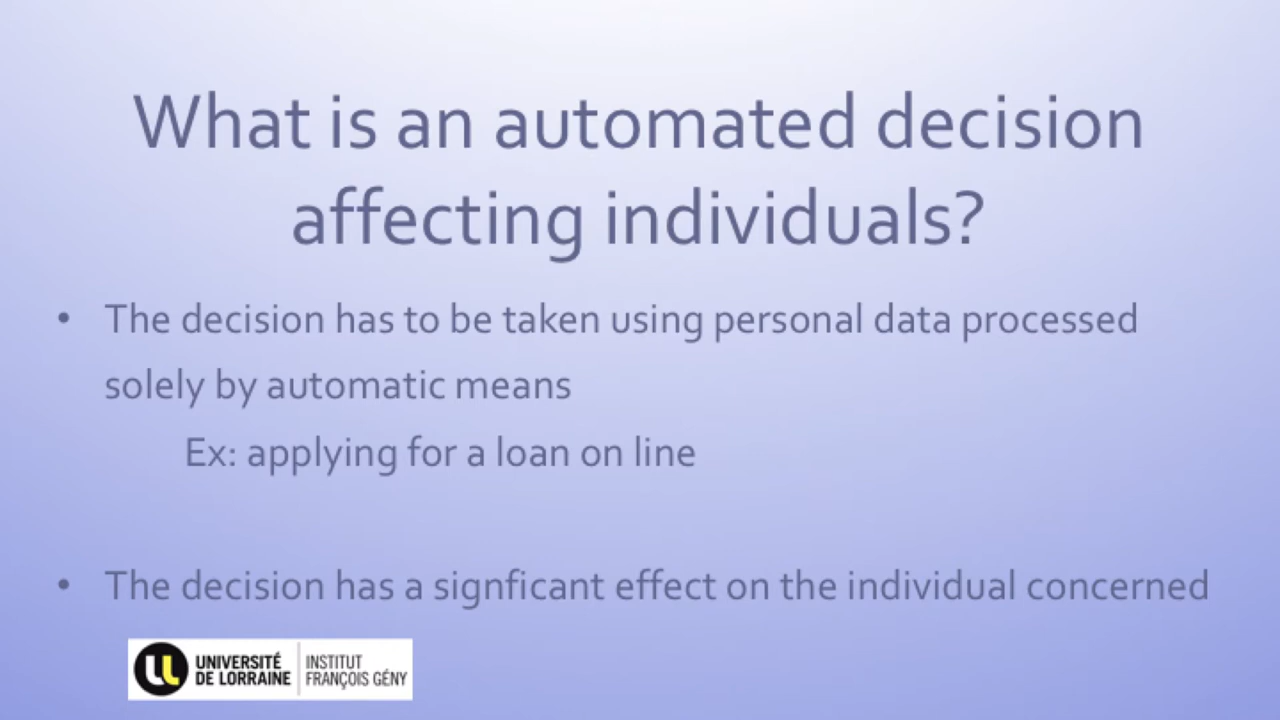 What is an automated decision
affecting individuals?
• The decision has to be taken using personal data processed
solely by automatic means
Ex: applying for a loan on line
• The decision has a signficant effect on the individual concerned
UNIVERSITÉ
DE LORRAINE
INSTITUT
FRANÇOIS GÉNY